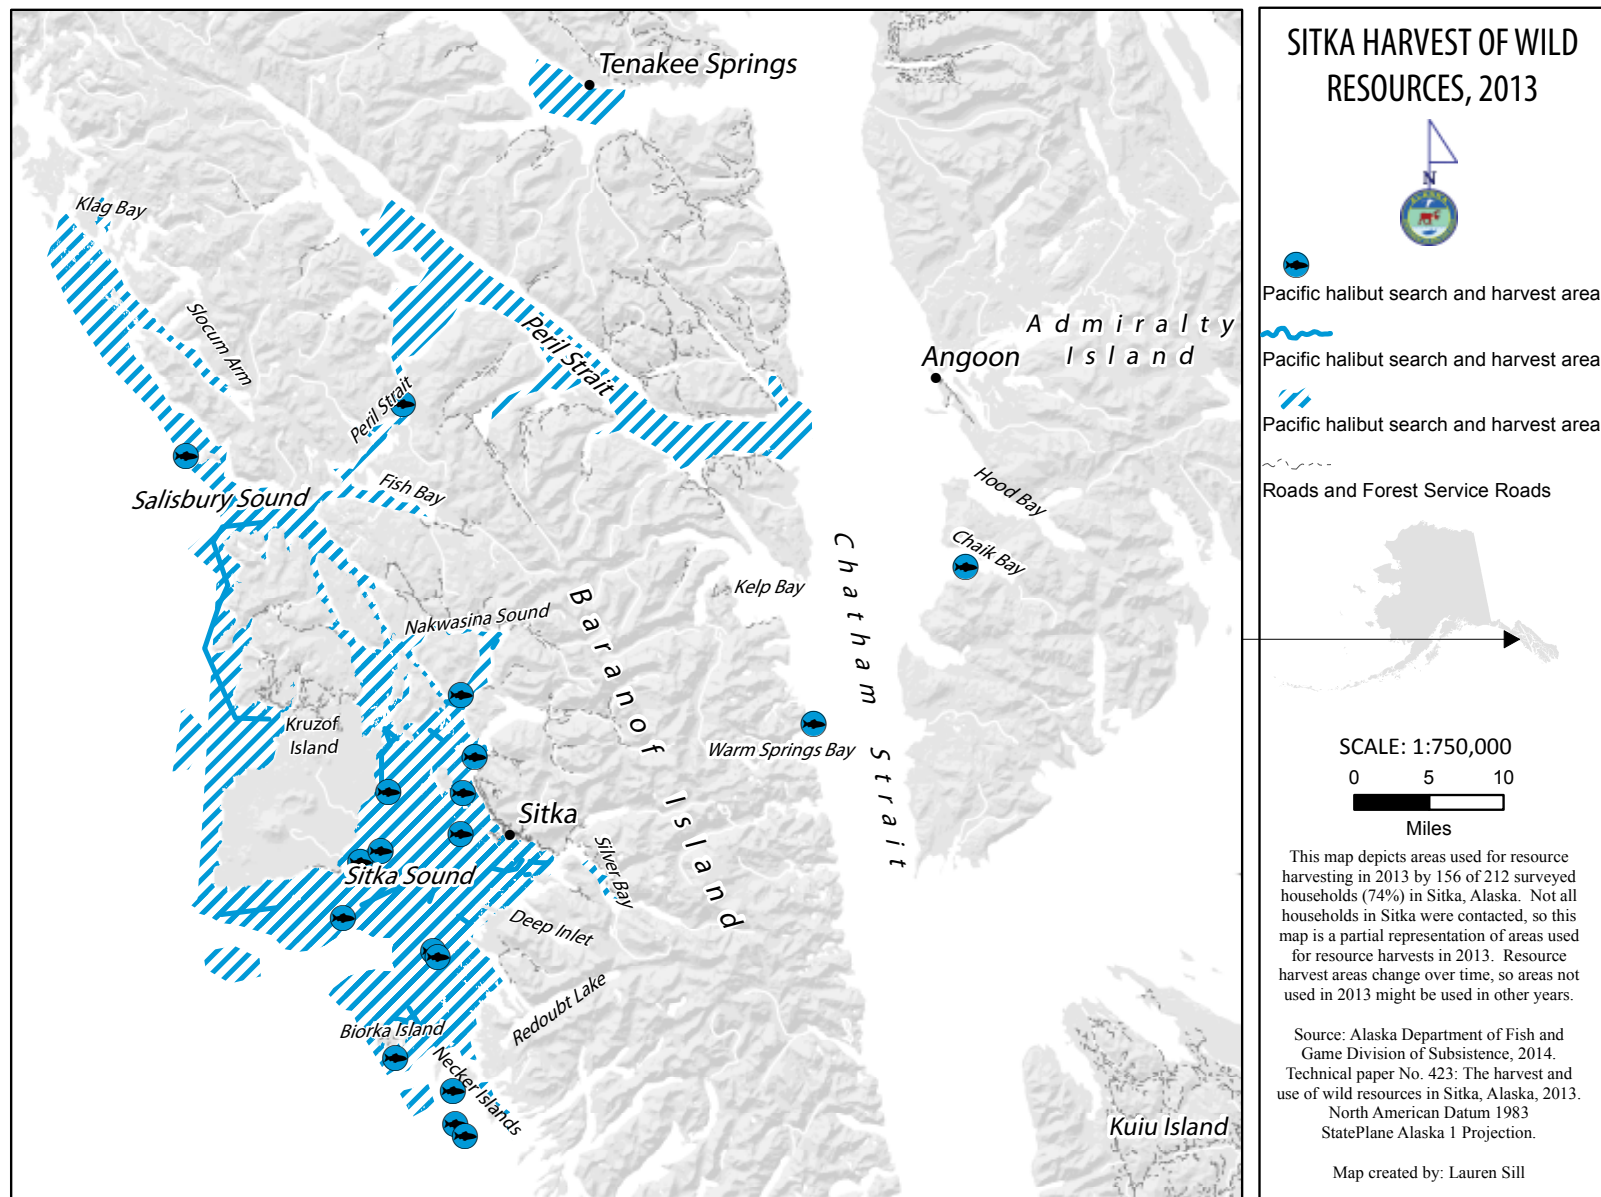 Tenakee Springs
Klag Bay
Slocum Arm
Peril Strait
Peril Strait
Admiralty
Island
Angoon
Salisbury Sound
Fish Bay
Hood Bay
Chaik Bay
Kelp Bay
Nakwasina Sound
Baranof Island
Chatham Strait
Kruzof
Island
Warm Springs Bay
Sitka
Silver Bay
Sitka Sound
Deep Inlet
Redoubt Lake
Biorka Island
Necker Islands
Kuiu Island
SITKA HARVEST OF WILD
RESOURCES, 2013
N
ALASKA
Pacific halibut search and harvest area
Pacific halibut search and harvest area
Pacific halibut search and harvest area
Roads and Forest Service Roads
SCALE: 1:750,000
0 5 10
Miles
This map depicts areas used for resource
harvesting in 2013 by 156 of 212 surveyed
households (74%) in Sitka, Alaska. Not all
households in Sitka were contacted, so this
map is a partial representation of areas used
for resource harvests in 2013. Resource
harvest areas change over time, so areas not
used in 2013 might be used in other years.
Source: Alaska Department of Fish and
Game Division of Subsistence, 2014.
Technical paper No. 423: The harvest and
use of wild resources in Sitka, Alaska, 2013.
North American Datum 1983
StatePlane Alaska 1 Projection.
Map created by: Lauren Sill